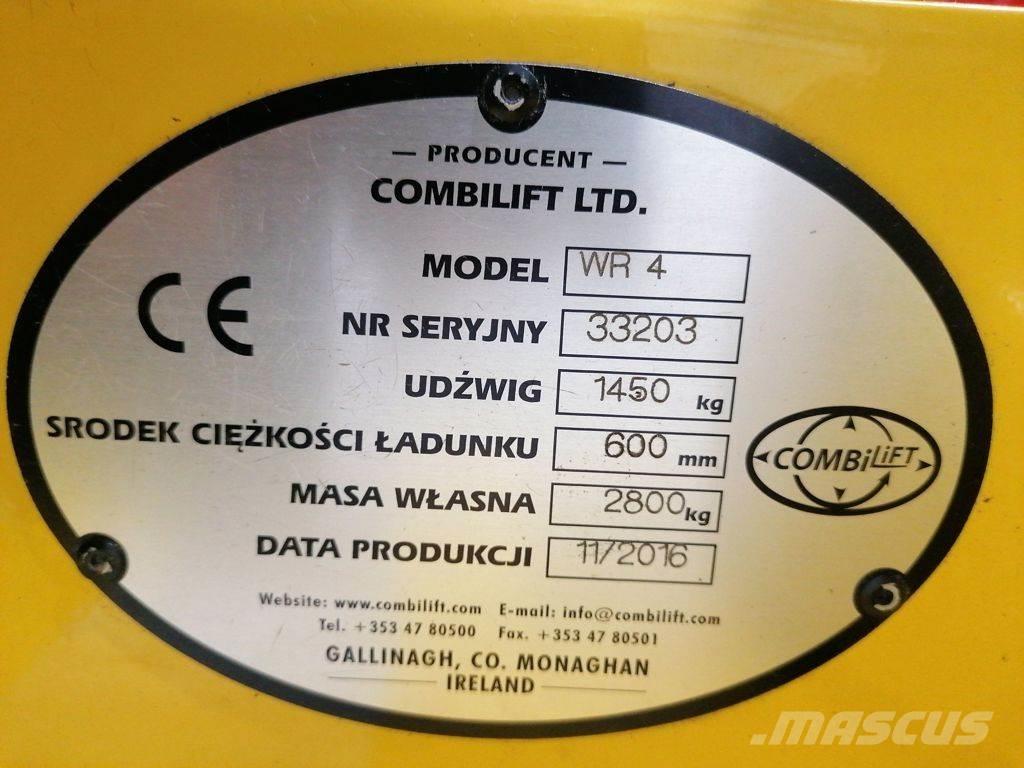 — PRODUCENT —
COMBILIFT LTD.
CE
MODEL WR 4
NR SERYJNY 33203
UDŹWIG 1450 kg
SRODEK CIĘŻKOŚCI ŁADUNKU 600 mm
COMBiLiFT
MASA WŁASNA 2800 kg
DATA PRODUKCJI 11/2016
Website: www.combilift.com E-mail: info@combilift.com
Tel. +353 47 80500 Fax. +353 47 80501
GALLINAGH, CO. MONAGHAN
— IRELAND —
.MASCUS